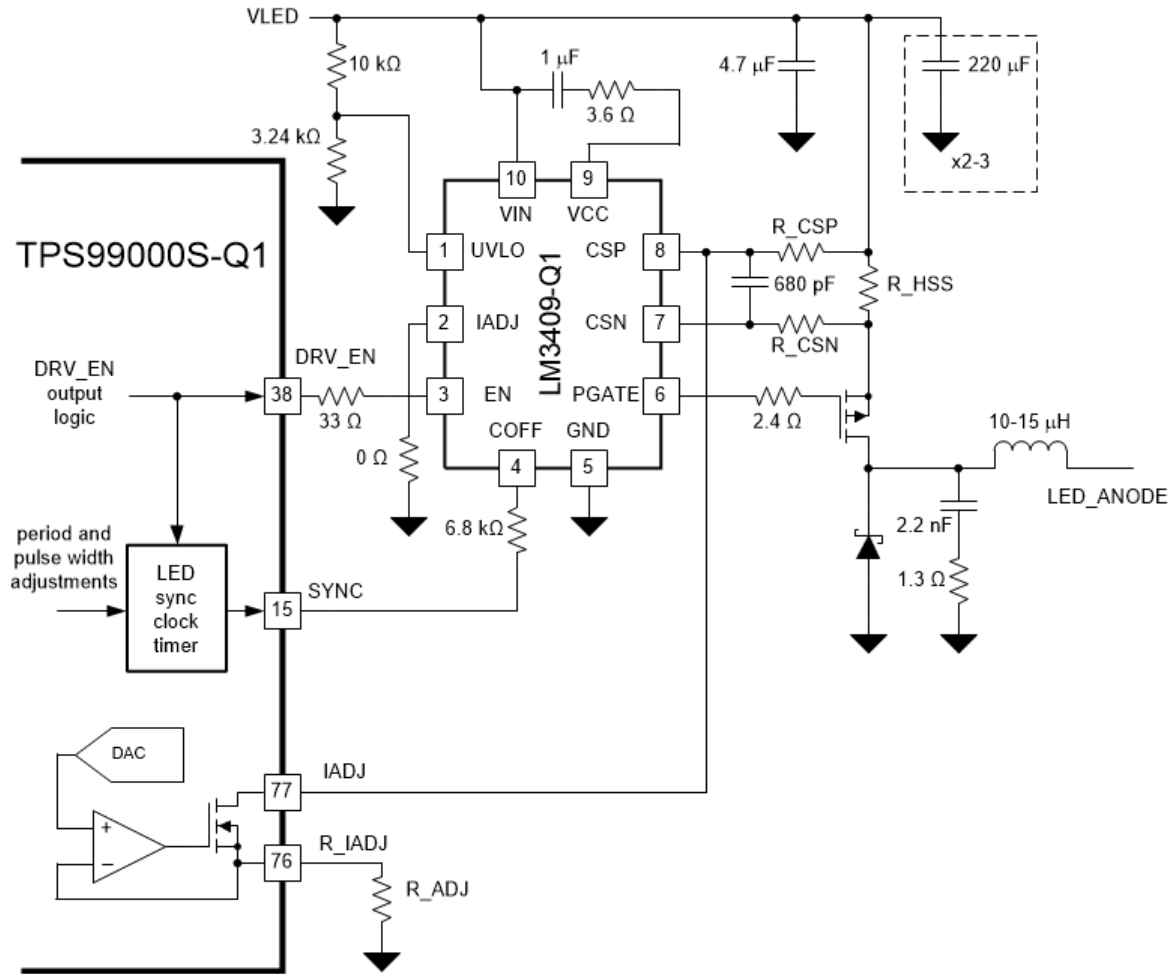 VLED
10 kΩ
1 μF
4.7 μF
220 μF
3.6 Ω
3.24 kΩ
x2-3
10
9
VIN
VCC
TPS99000S-Q1
1
UVLO
CSP
8
R_CSP
LM3409-Q1
680 pF
R_HSS
2
IADJ
CSN
7
R_CSN
DRV_EN
output
logic
38
DRV_EN
33 Ω
3
EN
PGATE
6
2.4 Ω
10-15 μH
LED_ANODE
COFF
GND
4
5
0 Ω
6.8 kΩ
2.2 nF
1.3 Ω
period and
pulse width
adjustments
LED
sync
clock
timer
15
SYNC
DAC
77
IADJ
+
−
76
R_IADJ
R_ADJ